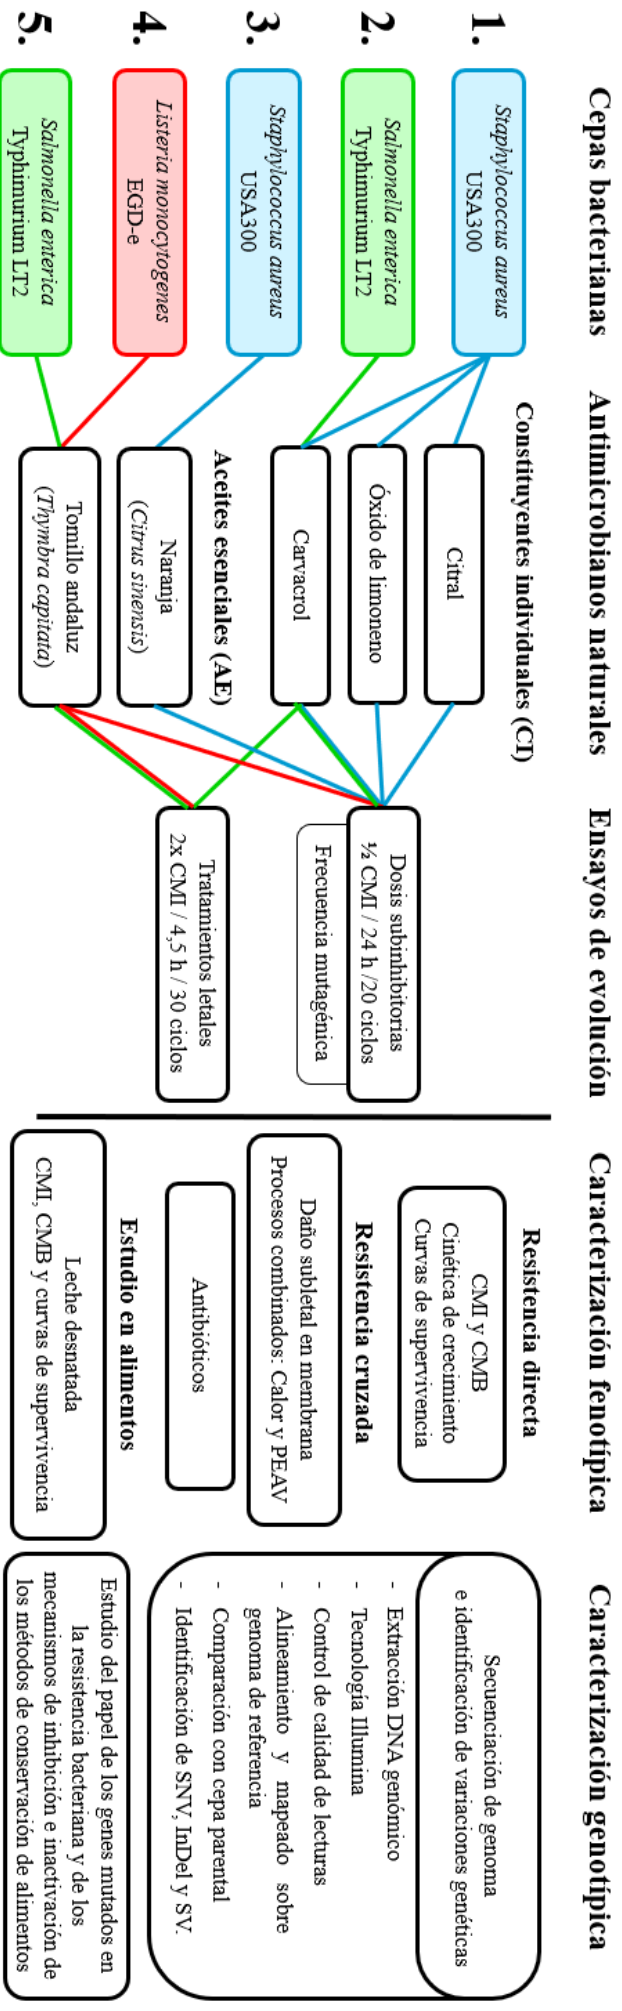 Cepas bacterianas
1.
Staphylococcus aureus
USA300
2.
Salmonella enterica
Typhimurium LT2
3.
Staphylococcus aureus
USA300
4.
Listeria monocytogenes
EGD-e
5.
Salmonella enterica
Typhimurium LT2
Antimicrobianos naturales
Constituyentes individuales (CI)
Citral
Óxido de limoneno
Carvacrol
Aceites esenciales (AE)
Naranja
(Citrus sinensis)
Tomillo andaluz
(Thymbra capitata)
Ensayos de evolución
Dosis subinhibitorias
½ CMI / 24 h /20 ciclos
Frecuencia mutagénica
Tratamientos letales
2x CMI / 4,5 h / 30 ciclos
Caracterización fenotípica
Resistencia directa
CMI y CMB
Cinética de crecimiento
Curvas de supervivencia
Resistencia cruzada
Daño subletal en membrana
Procesos combinados: Calor y PEAV
Antibióticos
Estudio en alimentos
Leche desnatada
CMI, CMB y curvas de supervivencia
Caracterización genotípica
Secuenciación de genoma
e identificación de variaciones genéticas
- Extracción DNA genómico
- Tecnología Illumina
- Control de calidad de lecturas
- Alineamiento y mapeado sobre
genoma de referencia
- Comparación con cepa parental
- Identificación de SNV, InDel y SV.
Estudio del papel de los genes mutados en
la resistencia bacteriana y de los
mecanismos de inhibición e inactivación de
los métodos de conservación de alimentos